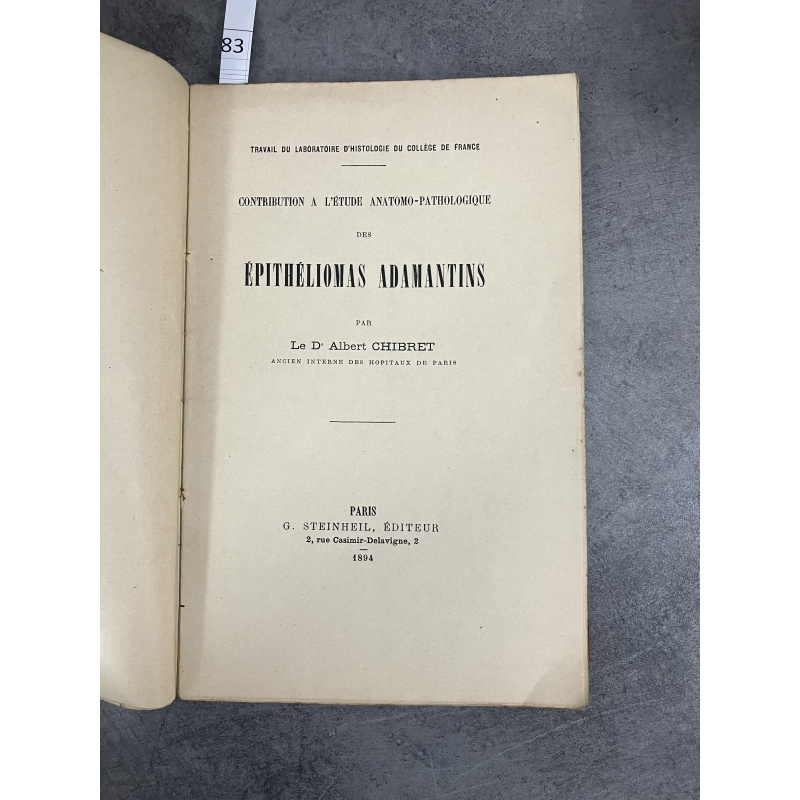 83
TRAVAIL DU LABORATOIRE D'HISTOLOGIE DU COLLÈGE DE FRANCE
CONTRIBUTION A L'ÉTUDE ANATOMO-PATHOLOGIQUE
DES
ÉPITHÉLIOMAS ADAMANTINS
PAR
Le Dr Albert CHIBRET
ANCIEN INTERNE DES HOPITAUX DE PARIS
PARIS
G. STEINHEIL, ÉDITEUR
2, rue Casimir-Delavigne, 2
1894